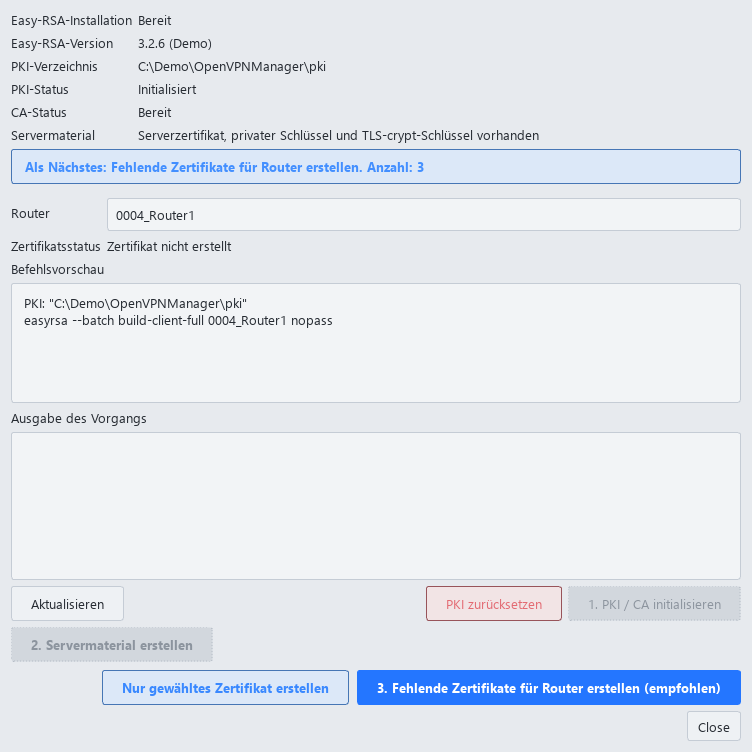 Easy-RSA-Installation Bereit
Easy-RSA-Version 3.2.6 (Demo)
PKI-Verzeichnis C:\Demo\OpenVPNManager\pki
PKI-Status Initialisiert
CA-Status Bereit
Servermaterial Serverzertifikat, privater Schlüssel und TLS-crypt-Schlüssel vorhanden
Als Nächstes: Fehlende Zertifikate für Router erstellen. Anzahl: 3
Router 0004_Router1
Zertifikatsstatus Zertifikat nicht erstellt
Befehlsvorschau
PKI: "C:\Demo\OpenVPNManager\pki"
easyrsa --batch build-client-full 0004_Router1 nopass
Ausgabe des Vorgangs
Aktualisieren PKI zurücksetzen 1. PKI / CA initialisieren
2. Servermaterial erstellen
Nur gewähltes Zertifikat erstellen 3. Fehlende Zertifikate für Router erstellen (empfohlen)
Close